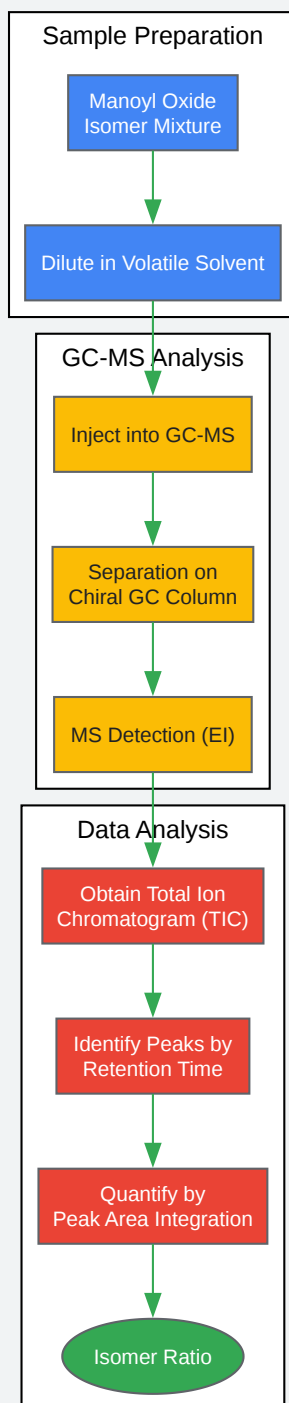 Sample Preparation
Manoyl Oxide
Isomer Mixture
Dilute in Volatile Solvent
GC-MS Analysis
Inject into GC-MS
Separation on
Chiral GC Column
MS Detection (EI)
Data Analysis
Obtain Total Ion
Chromatogram (TIC)
Identify Peaks by
Retention Time
Quantify by
Peak Area Integration
Isomer Ratio